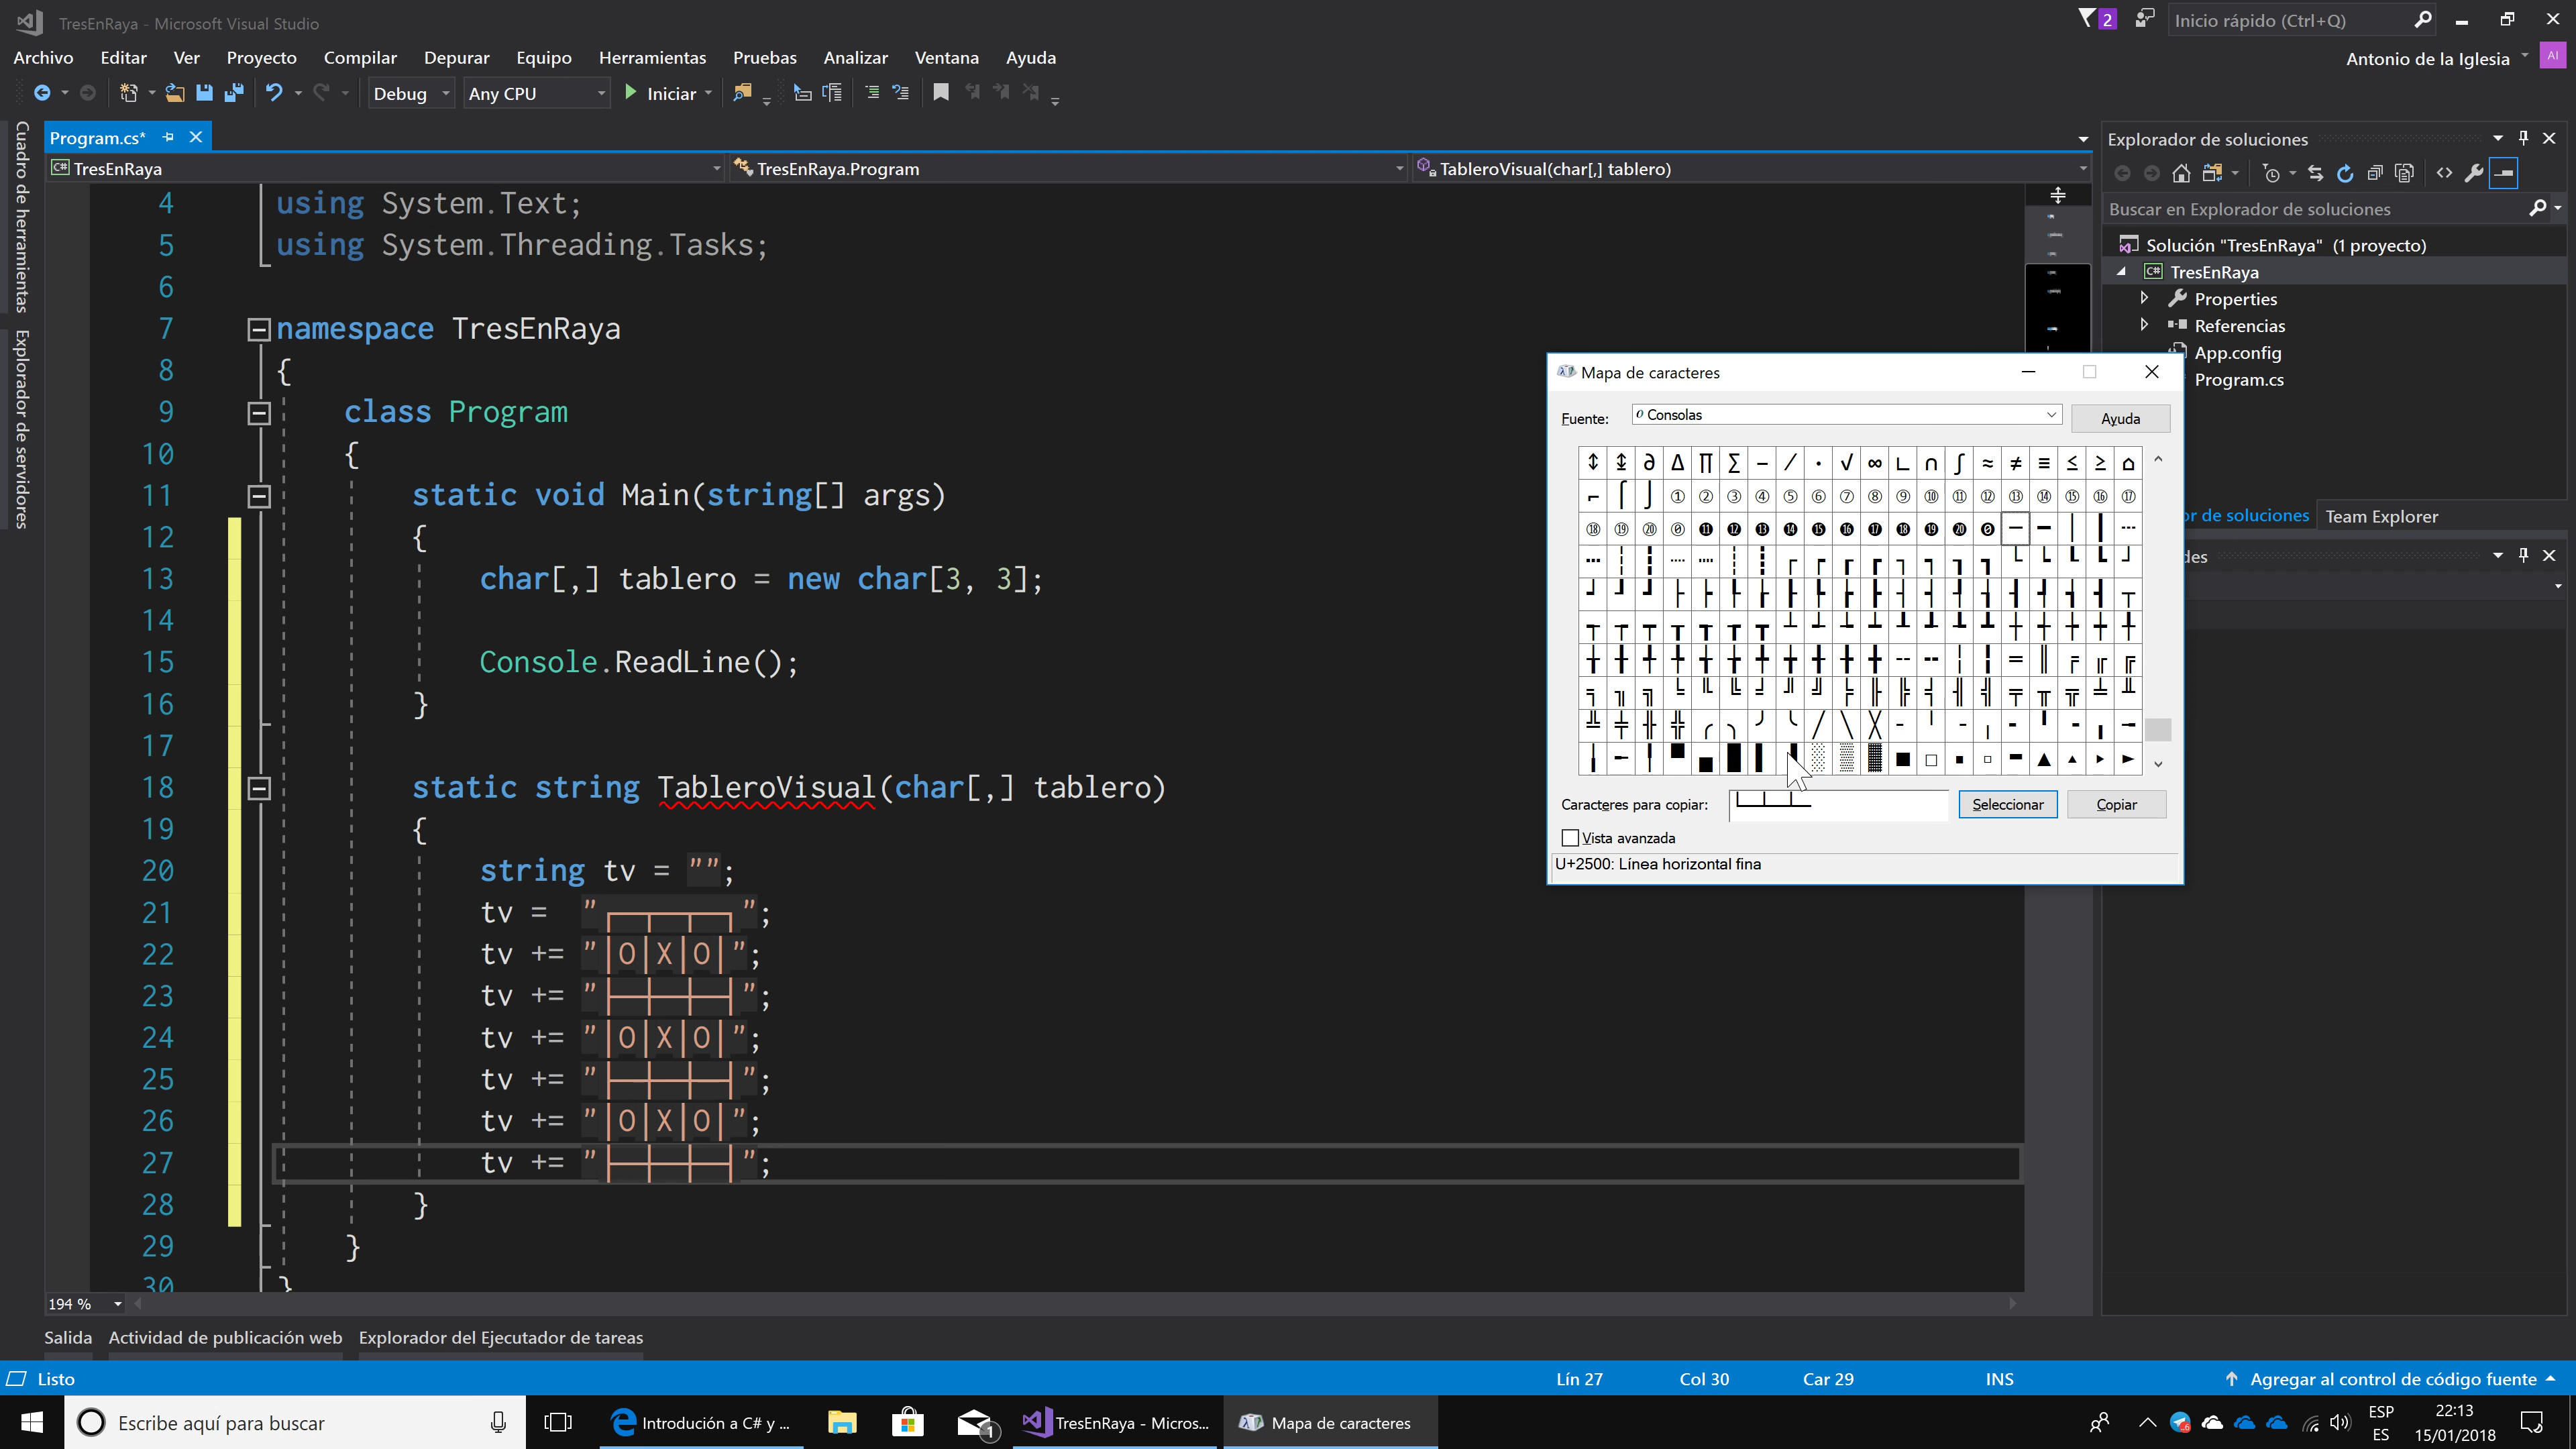 TresEnRaya - Microsoft Visual Studio
2
Inicio rápido (Ctrl+Q)
Archivo Editar Ver Proyecto Compilar Depurar Equipo Herramientas Pruebas Analizar Ventana Ayuda
Antonio de la Iglesia AI
Debug Any CPU Iniciar
Cuadro de herramientas
Explorador de servidores
Program.cs*
TresEnRaya TresEnRaya.Program TableroVisual(char[,] tablero)
4 using System.Text;
5 using System.Threading.Tasks;
6
7 namespace TresEnRaya
8 {
9 class Program
10 {
11 static void Main(string[] args)
12 {
13 char[,] tablero = new char[3, 3];
14
15 Console.ReadLine();
16 }
17
18 static string TableroVisual(char[,] tablero)
19 {
20 string tv = "";
21 tv = "┌─┬─┬─┐";
22 tv += "|O|X|O|";
23 tv += "├─┼─┼─┤";
24 tv += "|O|X|O|";
25 tv += "├─┼─┼─┤";
26 tv += "|O|X|O|";
27 tv += "├─┼─┼─┤";
28 }
29 }
30 }
194 %
Explorador de soluciones
Buscar en Explorador de soluciones
Solución "TresEnRaya" (1 proyecto)
C# TresEnRaya
Properties
Referencias
App.config
Program.cs
or de soluciones Team Explorer
des
Mapa de caracteres
Fuente: Consolas Ayuda
Caracteres para copiar: └─┴─┴─ Seleccionar Copiar
Vista avanzada
U+2500: Línea horizontal fina
Salida Actividad de publicación web Explorador del Ejecutador de tareas
Listo Lín 27 Col 30 Car 29 INS Agregar al control de código fuente
Escribe aquí para buscar
Introducción a C# y ...
1
TresEnRaya - Micros...
Mapa de caracteres
ESP
ES
22:13
15/01/2018